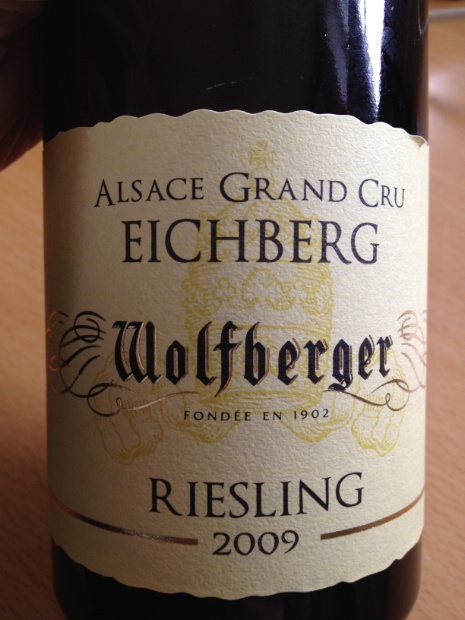 ALSACE GRAND CRU
EICHBERG
Wolfberger
FONDÉE EN 1902
RIESLING
2009